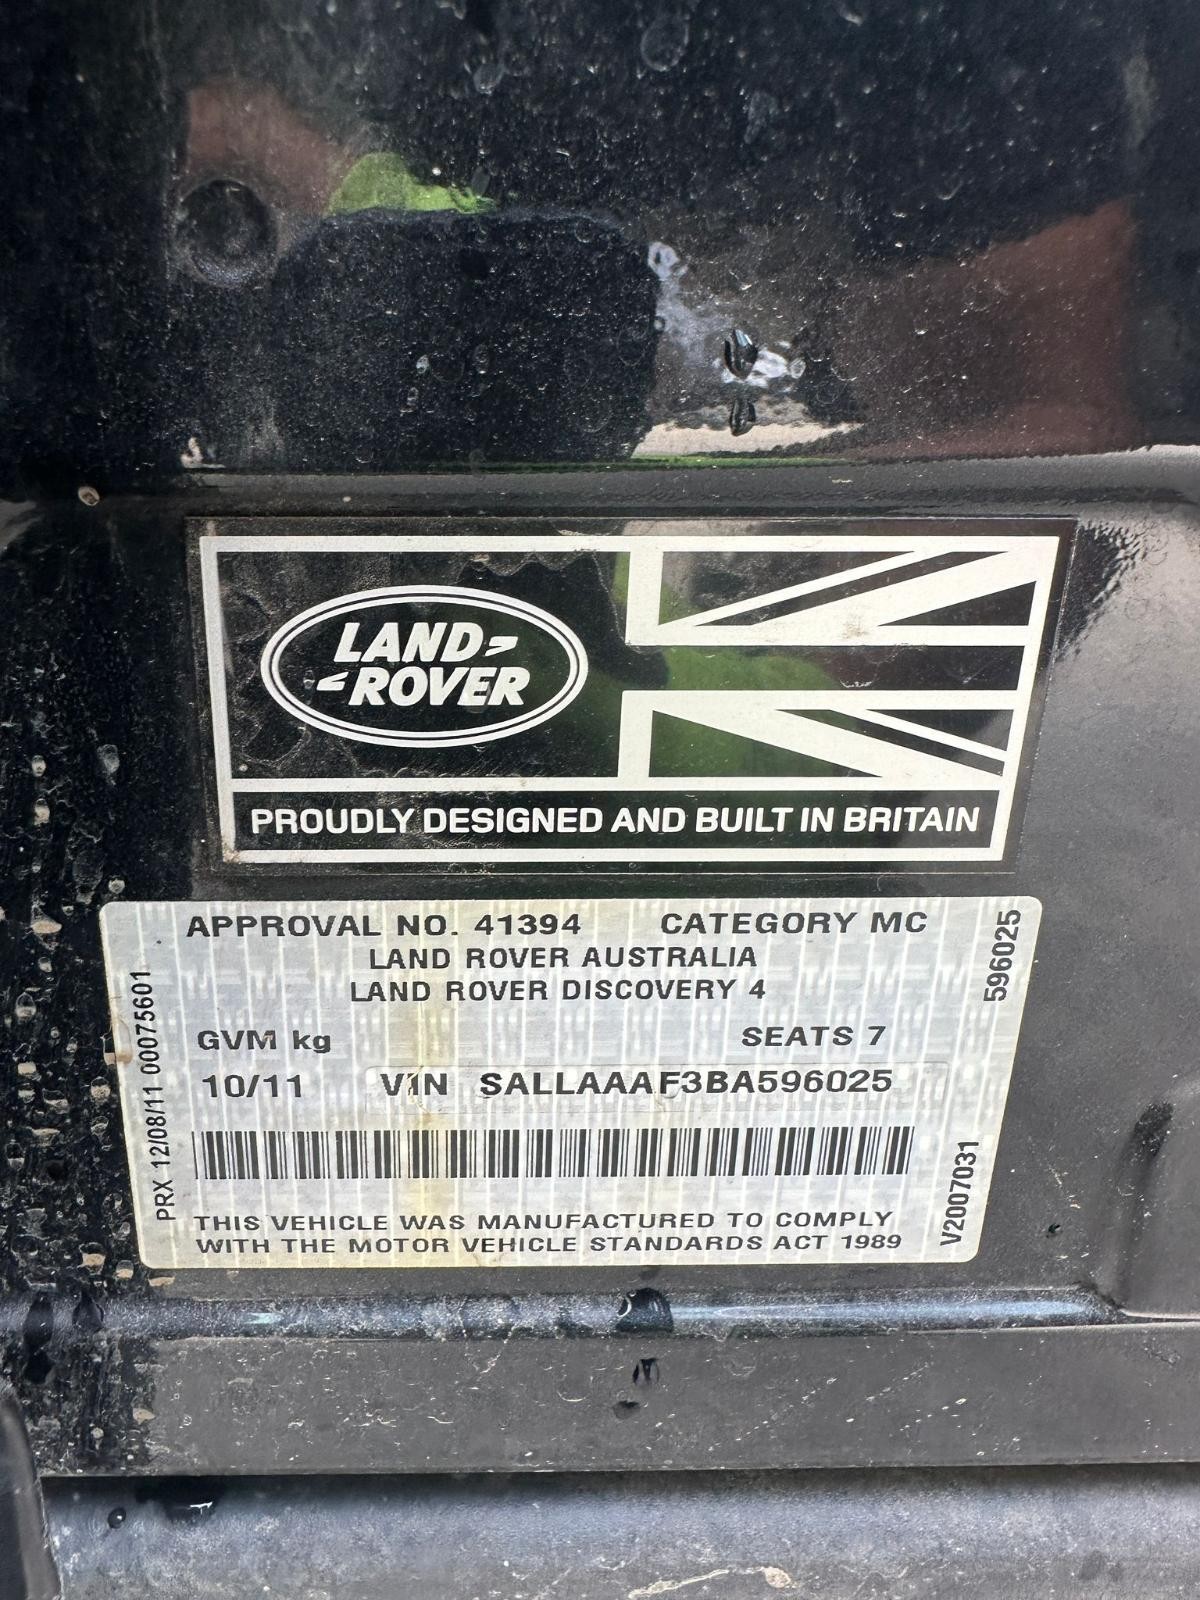 LAND
ROVER
PROUDLY DESIGNED AND BUILT IN BRITAIN
APPROVAL NO. 41394 CATEGORY MC
LAND ROVER AUSTRALIA
LAND ROVER DISCOVERY 4
GVM kg SEATS 7
10/11 VIN SALLAAAF3BA596025
THIS VEHICLE WAS MANUFACTURED TO COMPLY
WITH THE MOTOR VEHICLE STANDARDS ACT 1989
PRX 12/08/11 00075601
596025
V2007031